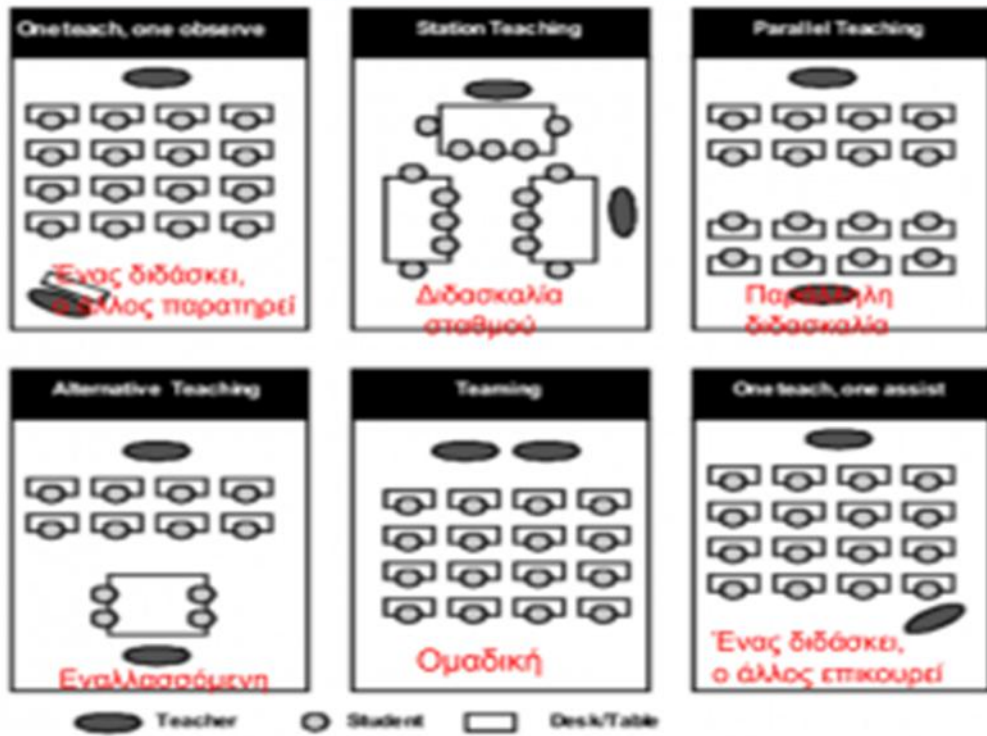 One teach, one observe
Ένας διδάσκει,
ο άλλος παρατηρεί
Station Teaching
Διδασκαλία
σταθμού
Parallel Teaching
Παράλληλη
διδασκαλία
Alternative Teaching
Εναλλασσόμενη
Teaming
Ομαδική
One teach, one assist
Ένας διδάσκει,
ο άλλος επικουρεί
Teacher Student Desk/Table